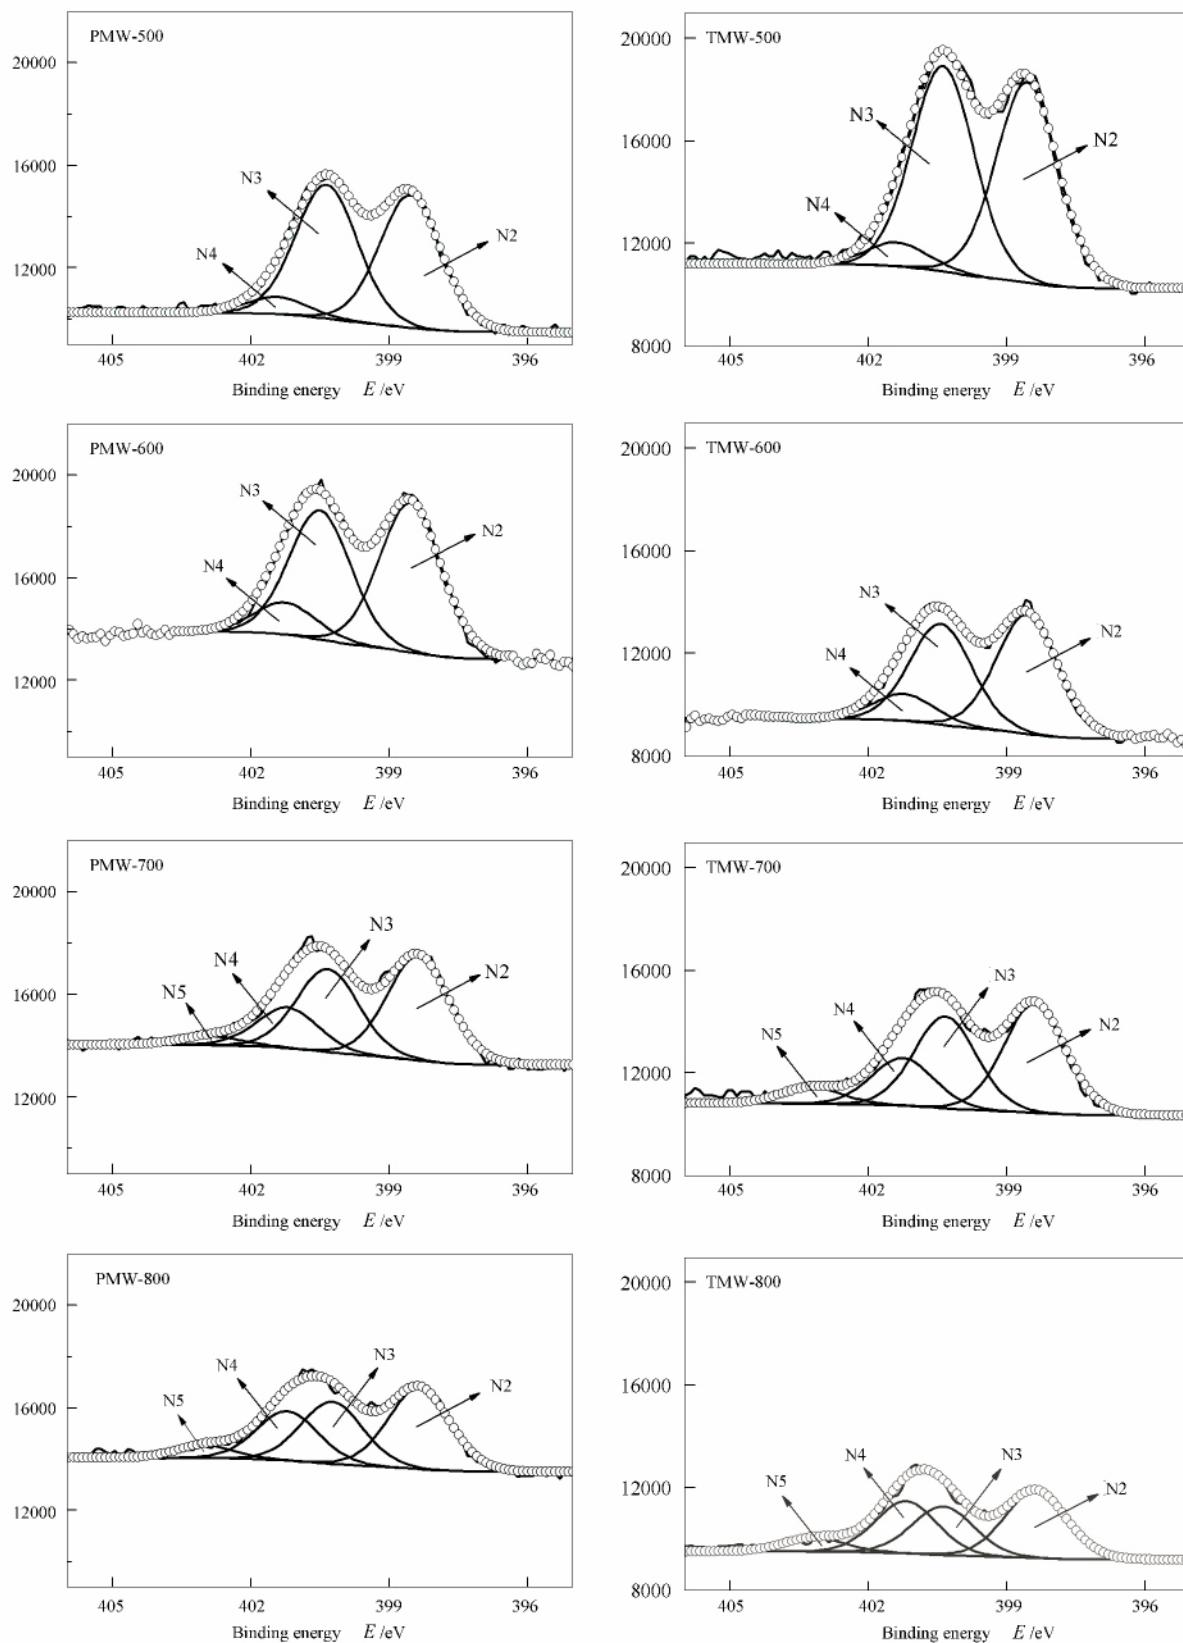 PMW-500
20000
16000
12000
N3
N4
N2
405
402
399
396
Binding energy E /eV
TMW-500
20000
16000
12000
8000
N3
N4
N2
405
402
399
396
Binding energy E /eV
PMW-600
20000
16000
12000
N3
N4
N2
405
402
399
396
Binding energy E /eV
TMW-600
20000
16000
12000
8000
N3
N4
N2
405
402
399
396
Binding energy E /eV
PMW-700
20000
16000
12000
N3
N4
N5
N2
405
402
399
396
Binding energy E /eV
TMW-700
20000
16000
12000
8000
N3
N4
N5
N2
405
402
399
396
Binding energy E /eV
PMW-800
20000
16000
12000
N4
N3
N5
N2
405
402
399
396
Binding energy E /eV
TMW-800
20000
16000
12000
8000
N4
N3
N5
N2
405
402
399
396
Binding energy E /eV